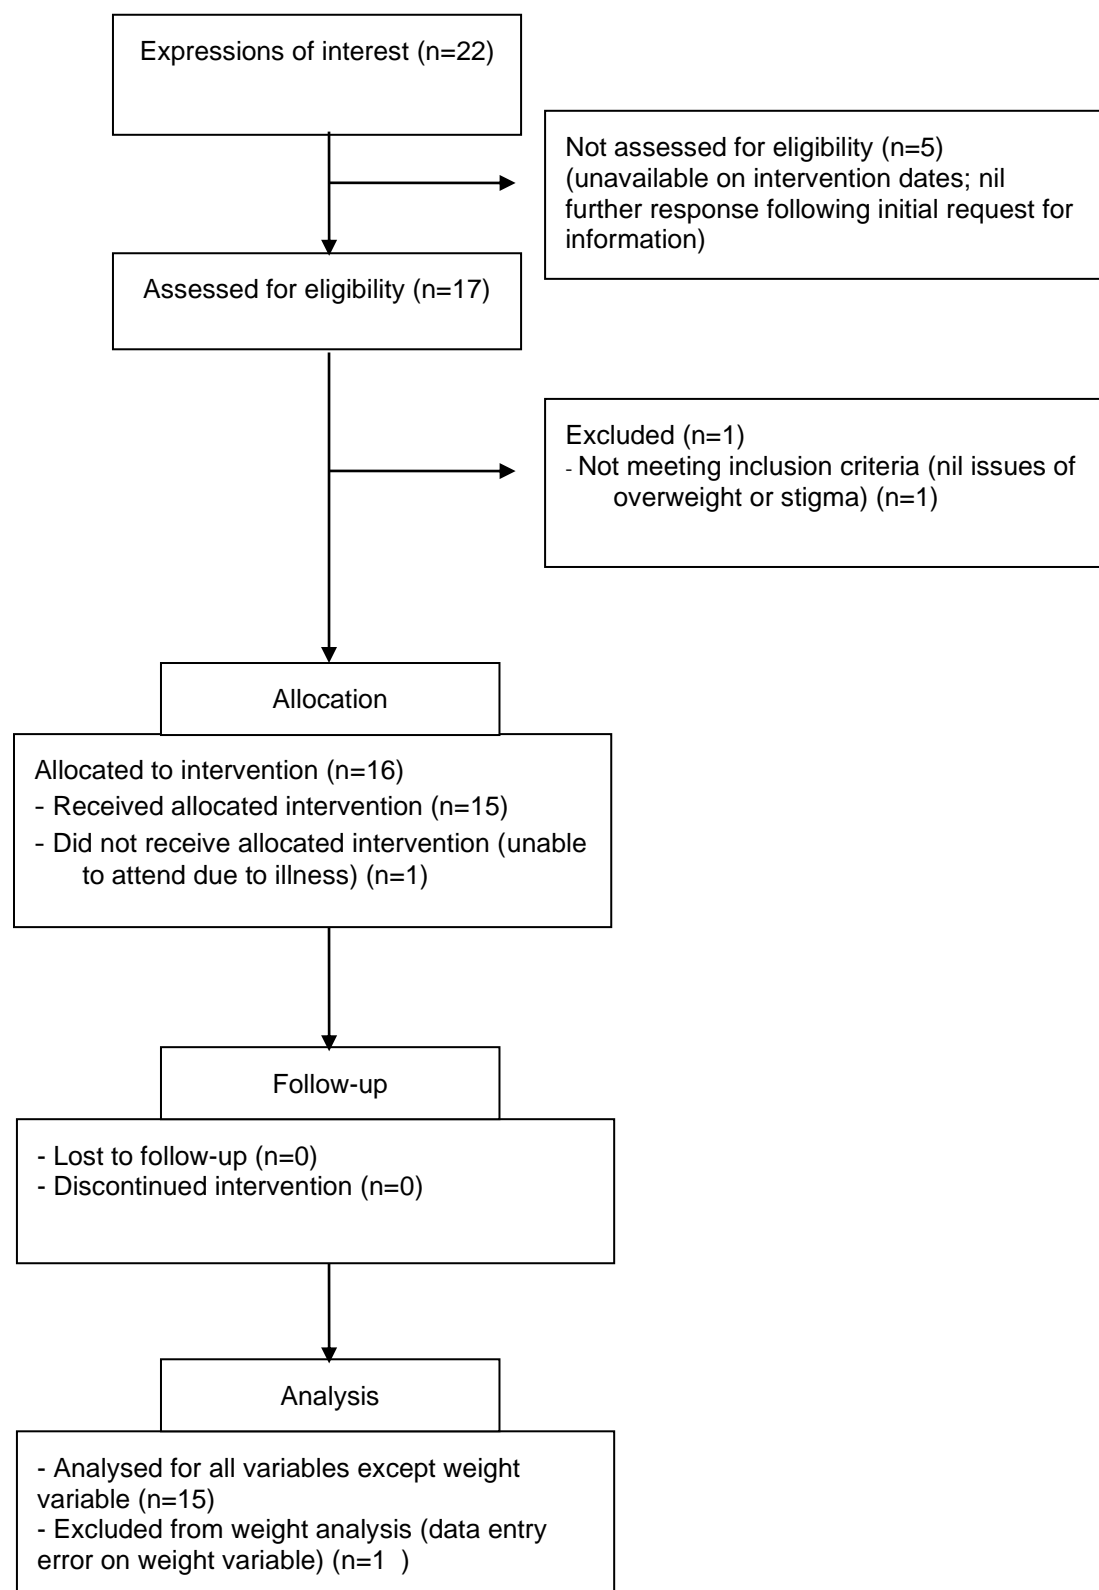 Expressions of interest (n=22)
Not assessed for eligibility (n=5)
(unavailable on intervention dates; nil
further response following initial request for
information)
Assessed for eligibility (n=17)
Excluded (n=1)
- Not meeting inclusion criteria (nil issues of
overweight or stigma) (n=1)
Allocation
Allocated to intervention (n=16)
- Received allocated intervention (n=15)
- Did not receive allocated intervention (unable
to attend due to illness) (n=1)
Follow-up
- Lost to follow-up (n=0)
- Discontinued intervention (n=0)
Analysis
- Analysed for all variables except weight
variable (n=15)
- Excluded from weight analysis (data entry
error on weight variable) (n=1  )